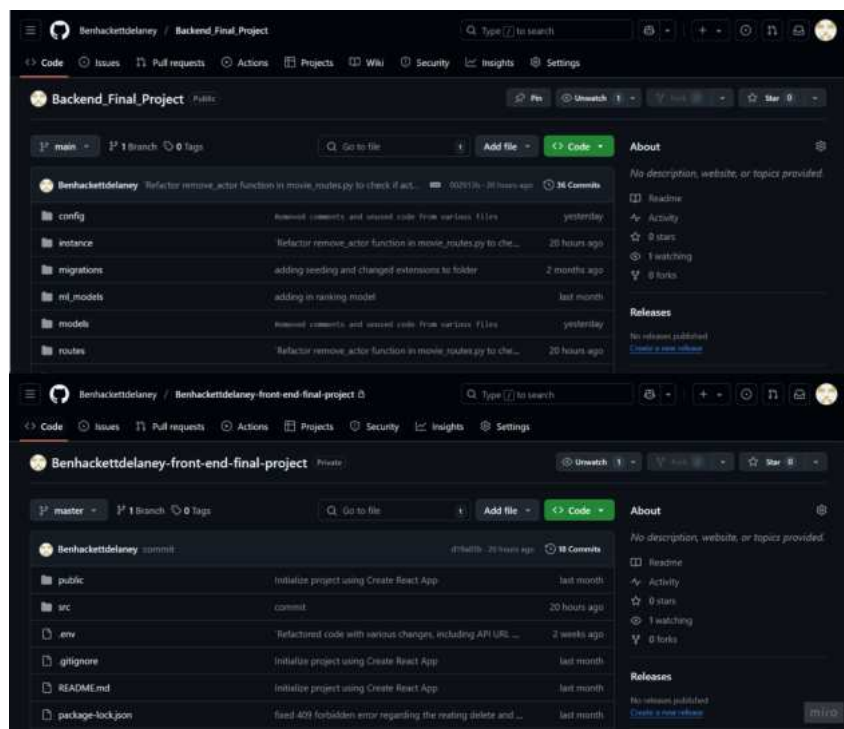 Benhackettdelaney / Backend_Final_Project
Type / to search
Code Issues Pull requests Actions Projects Wiki Security Insights Settings
Backend_Final_Project Public
Pin Unwatch 1 Star 0
main 1 Branch 0 Tags
Go to file t Add file Code
About
No description, website, or topics provided.
Benhackettdelaney `Refactor remove_actor function in movie_routes.py to check if act... 20 hours ago 36 Commits
config Removed comments and unused code from various files yesterday
instance `Refactor remove_actor function in movie_routes.py to che... 20 hours ago
migrations adding seeding and changed extensions to folder 2 months ago
ml_models adding in ranking model last month
models Removed comments and unused code from various files yesterday
routes `Refactor remove_actor function in movie_routes.py to che... 20 hours ago
Readme
Activity
0 stars
1 watching
0 forks
Releases
No releases published
Create a new release
Benhackettdelaney / Benhackettdelaney-front-end-final-project
Type / to search
Code Issues Pull requests Actions Projects Security Insights Settings
Benhackettdelaney-front-end-final-project Private
Unwatch 1 Star 0
master 1 Branch 0 Tags
Go to file t Add file Code
About
No description, website, or topics provided.
Benhackettdelaney commit 20 hours ago 18 Commits
public Initialize project using Create React App last month
src commit 20 hours ago
.env `Refactored code with various changes, including API URL ... 2 weeks ago
.gitignore Initialize project using Create React App last month
README.md Initialize project using Create React App last month
package-lock.json fixed 409 forbidden error regarding the reating delete and ... last month
Readme
Activity
0 stars
1 watching
0 forks
Releases
No releases published
Create a new release
miro